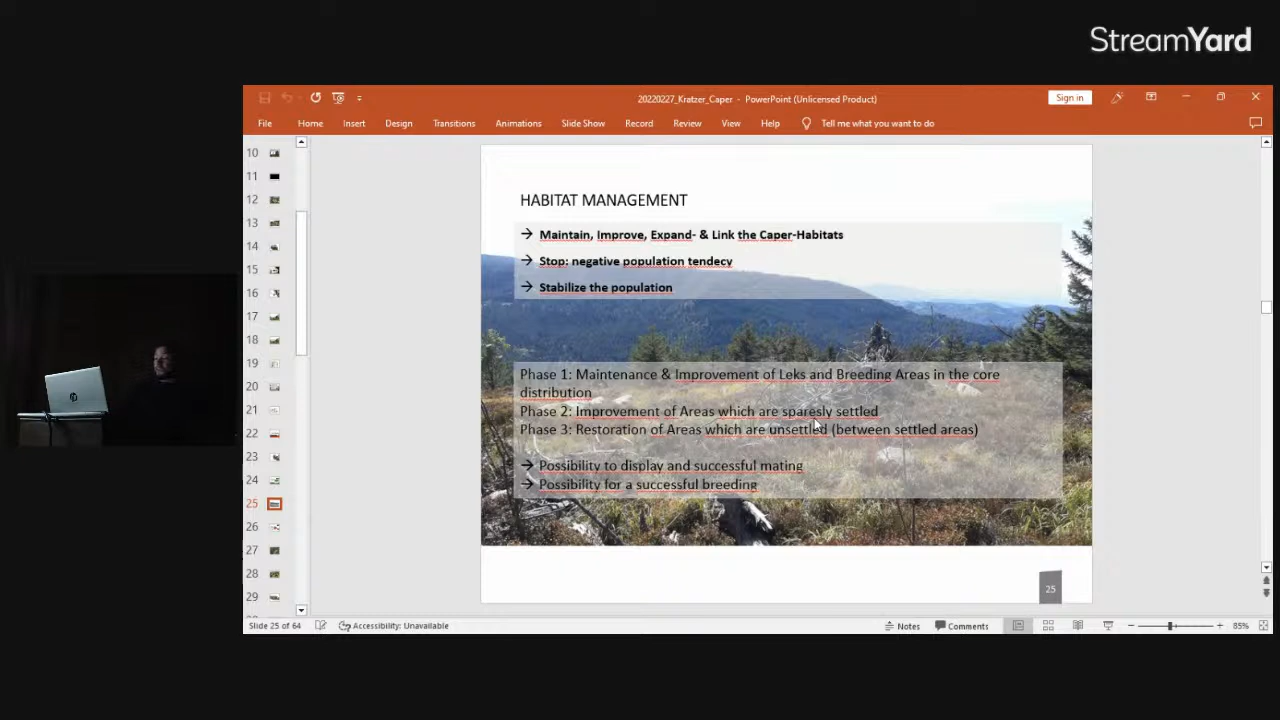 StreamYard
20220227_Kratzer_Caper - PowerPoint (Unlicensed Product)
Sign in
File Home Insert Design Transitions Animations Slide Show Record Review View Help Tell me what you want to do
10
11
12
13
14
15
16
17
18
19
20
21
22
23
24
25
26
27
28
29
HABITAT MANAGEMENT
→ Maintain, Improve, Expand- & Link the Caper-Habitats
→ Stop: negative population tendecy
→ Stabilize the population
Phase 1: Maintenance & Improvement of Leks and Breeding Areas in the core
distribution
Phase 2: Improvement of Areas which are sparesly settled
Phase 3: Restoration of Areas which are unsettled (between settled areas)
→ Possibility to display and successful mating
→ Possibility for a successful breeding
25
Slide 25 of 64 Accessibility: Unavailable Notes Comments 85%